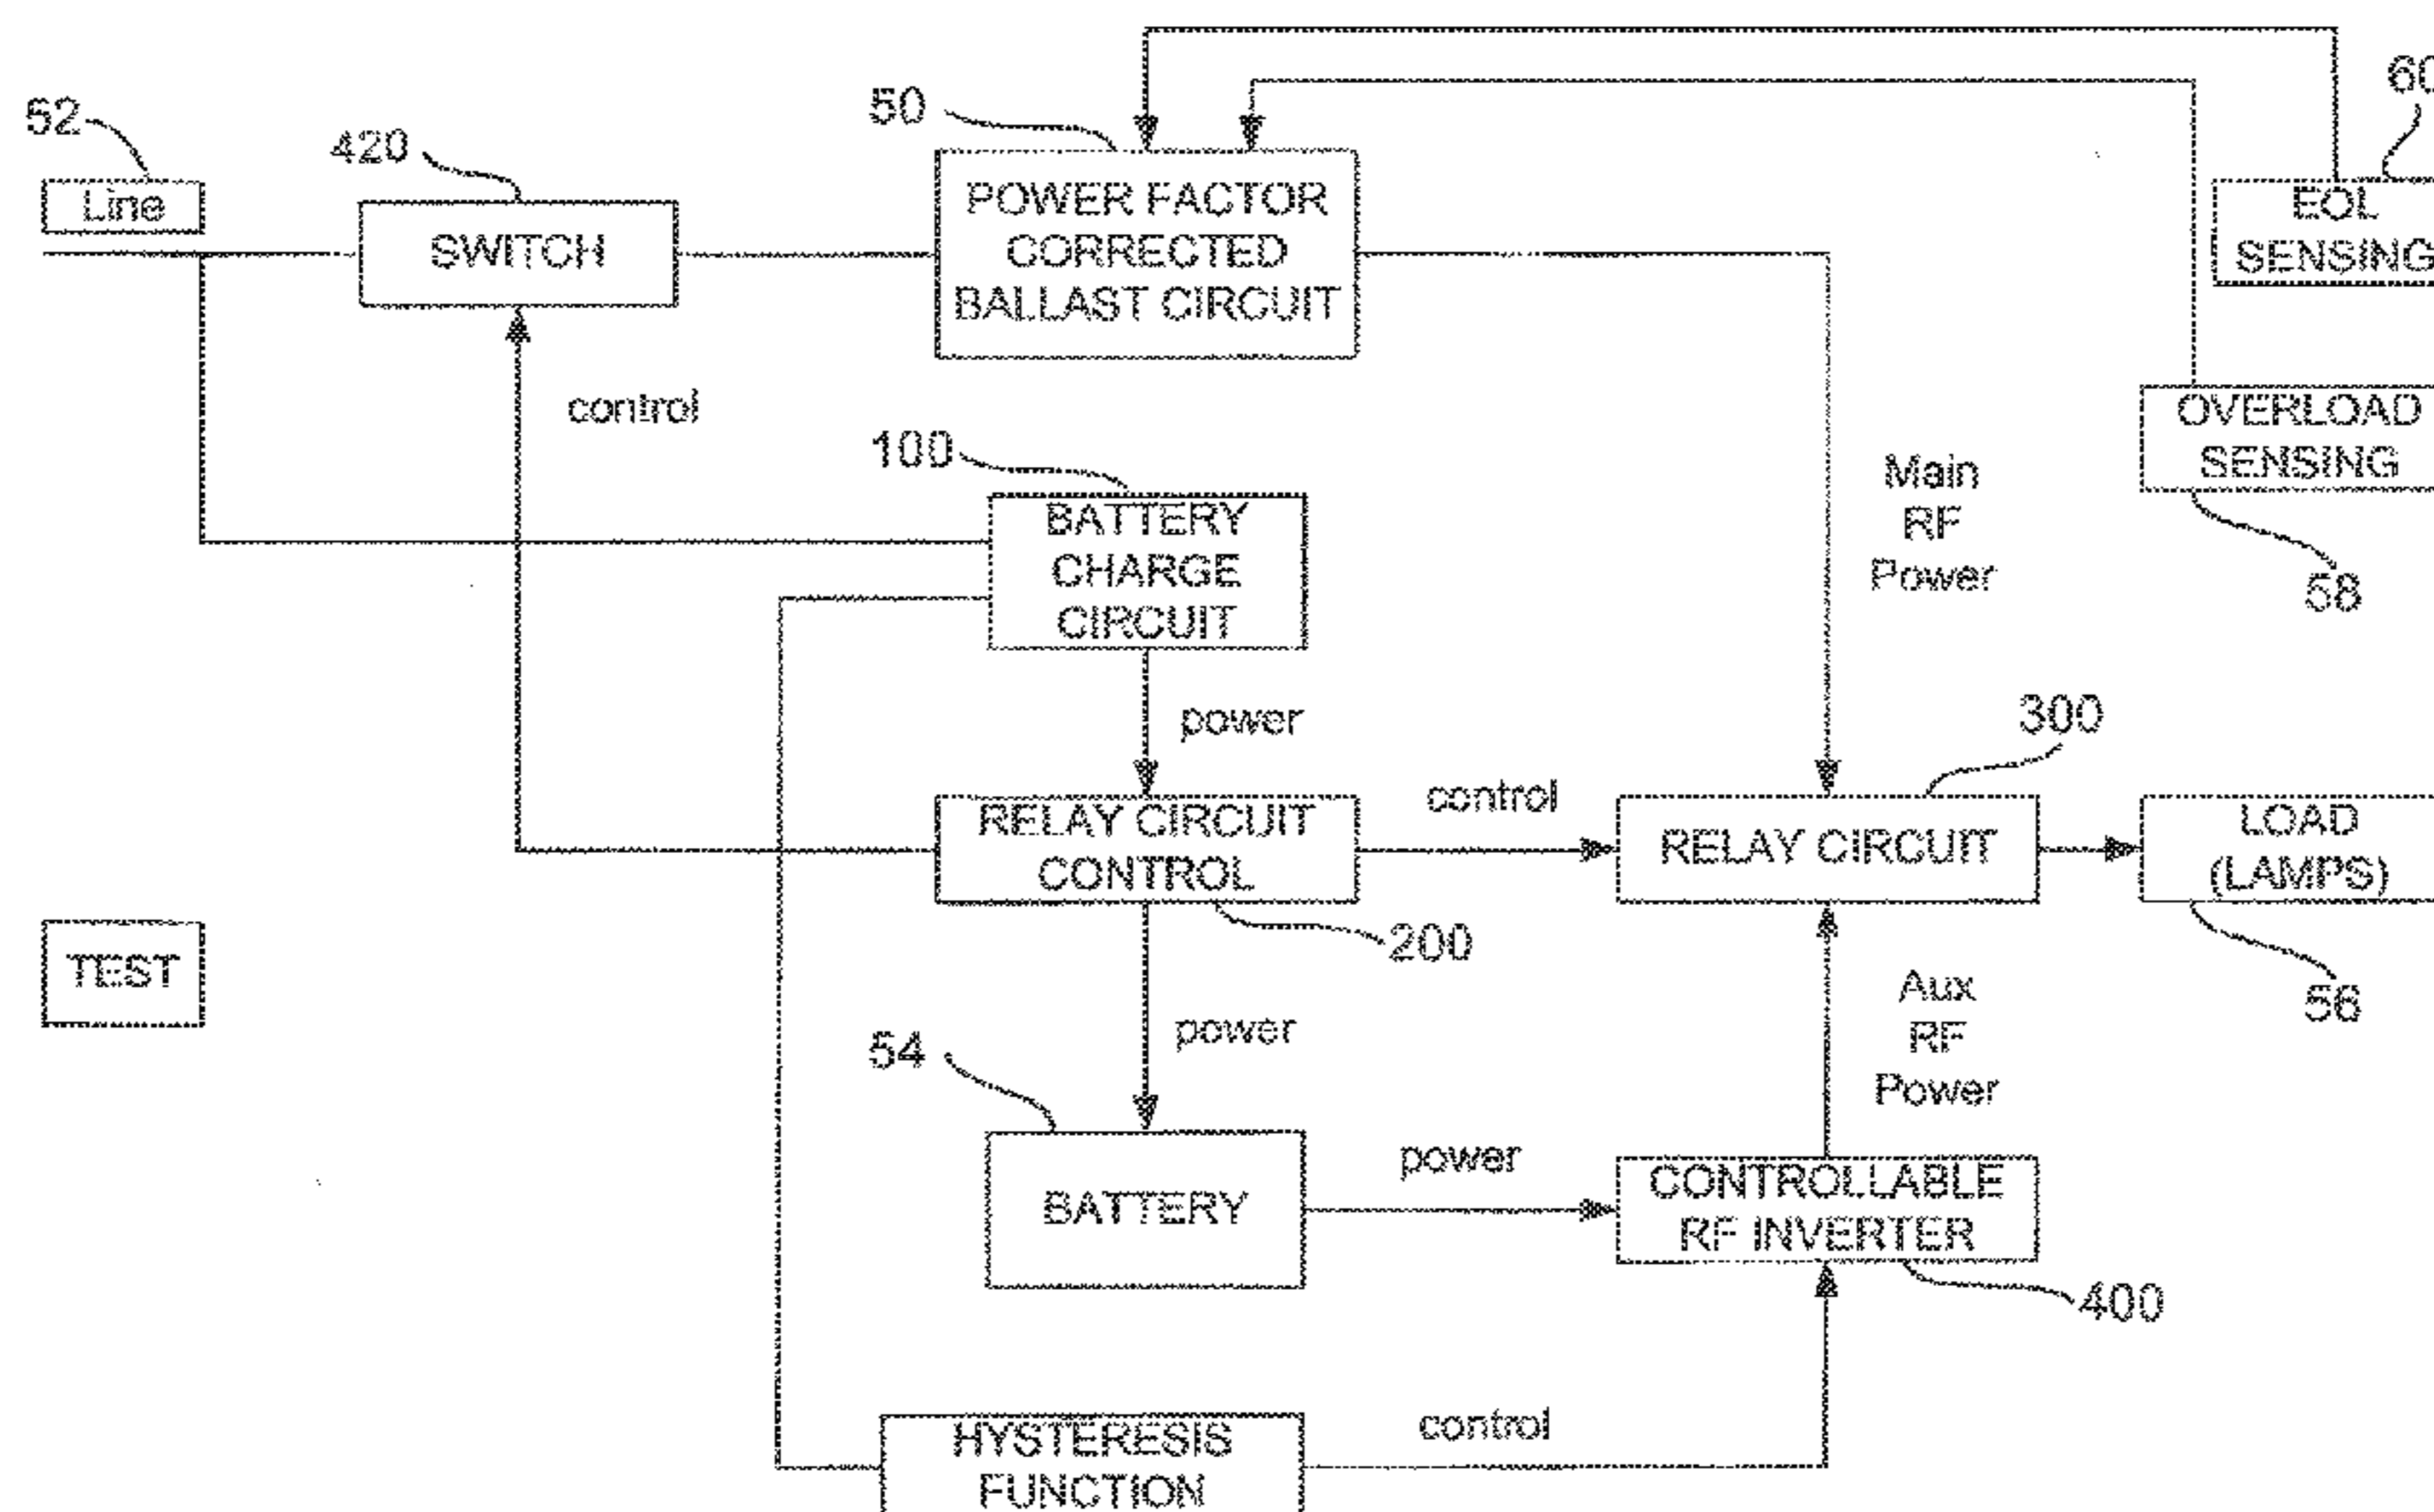 60
52
50
420
Line
SWITCH
POWER FACTOR
CORRECTED
BALLAST CIRCUIT
EOL
SENSING
control
OVERLOAD
SENSING
58
100
BATTERY
CHARGE
CIRCUIT
Main
RF
Power
power
300
RELAY CIRCUIT
CONTROL
control
RELAY CIRCUIT
LOAD
(LAMPS)
200
56
TEST
power
Aux
RF
Power
54
BATTERY
power
CONTROLLABLE
RF INVERTER
400
HYSTERESIS
FUNCTION
control